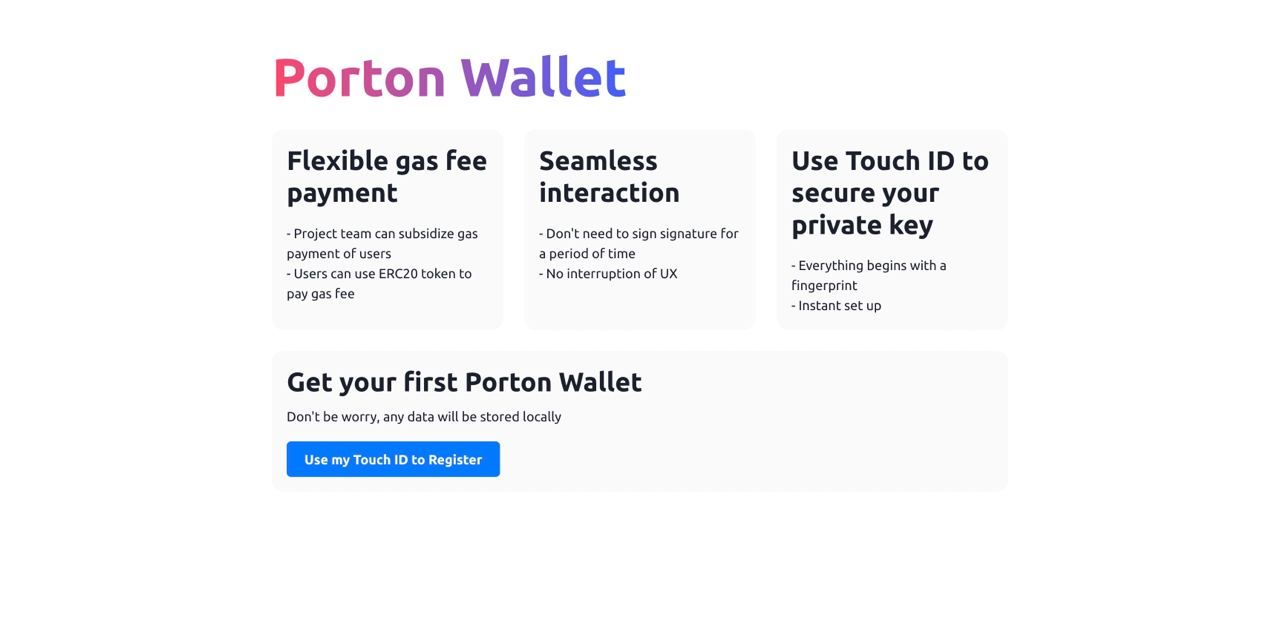 Porton Wallet
Flexible gas fee
payment
- Project team can subsidize gas
payment of users
- Users can use ERC20 token to
pay gas fee
Seamless
interaction
- Don't need to sign signature for
a period of time
- No interruption of UX
Use Touch ID to
secure your
private key
- Everything begins with a
fingerprint
- Instant set up
Get your first Porton Wallet
Don't be worry, any data will be stored locally
Use my Touch ID to Register